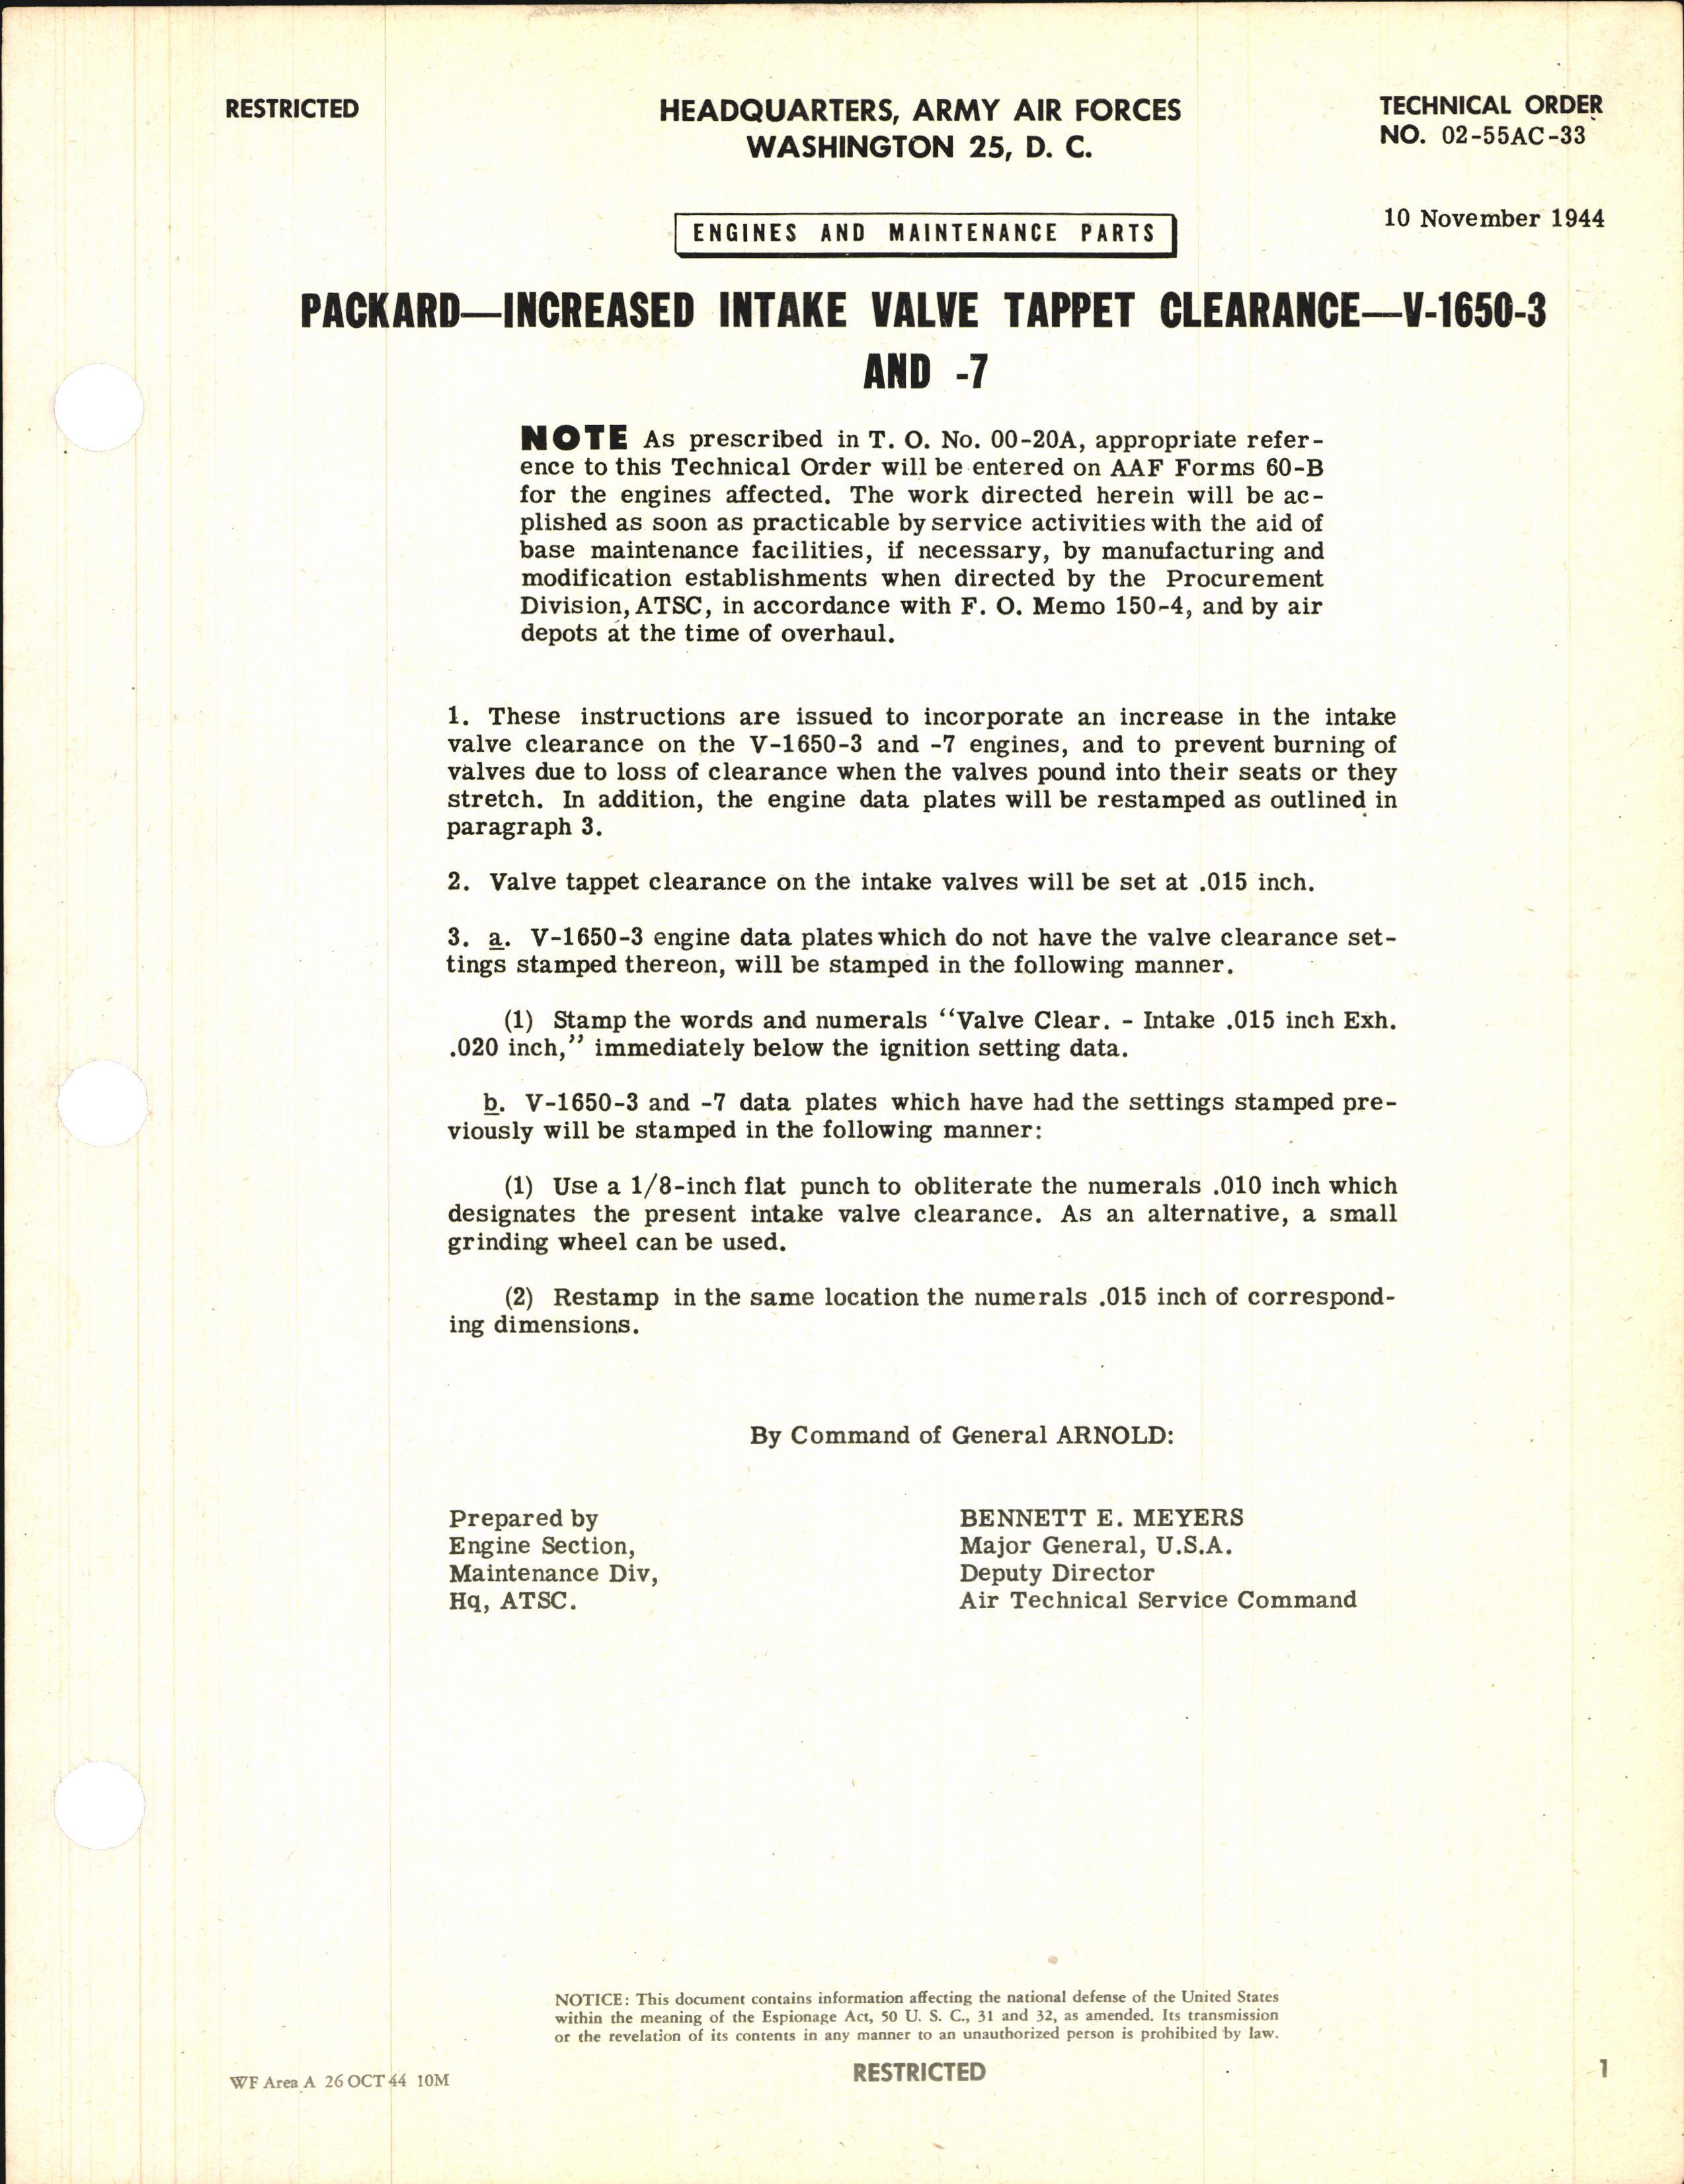 RESTRICTED
HEADQUARTERS, ARMY AIR FORCES
WASHINGTON 25, D. C.
TECHNICAL ORDER
NO. 02-55AC-33
10 November 1944
ENGINES AND MAINTENANCE PARTS
PACKARD—INCREASED INTAKE VALVE TAPPET CLEARANCE—V-1650-3
AND -7
NOTE As prescribed in T. O. No. 00-20A, appropriate refer-
ence to this Technical Order will be entered on AAF Forms 60-B
for the engines affected. The work directed herein will be ac-
plished as soon as practicable by service activities with the aid of
base maintenance facilities, if necessary, by manufacturing and
modification establishments when directed by the Procurement
Division, ATSC, in accordance with F. O. Memo 150-4, and by air
depots at the time of overhaul.
1. These instructions are issued to incorporate an increase in the intake
valve clearance on the V-1650-3 and -7 engines, and to prevent burning of
valves due to loss of clearance when the valves pound into their seats or they
stretch. In addition, the engine data plates will be restamped as outlined in
paragraph 3.
2. Valve tappet clearance on the intake valves will be set at .015 inch.
3. a. V-1650-3 engine data plates which do not have the valve clearance set-
tings stamped thereon, will be stamped in the following manner.
(1) Stamp the words and numerals "Valve Clear. - Intake .015 inch Exh.
.020 inch," immediately below the ignition setting data.
b. V-1650-3 and -7 data plates which have had the settings stamped pre-
viously will be stamped in the following manner:
(1) Use a 1/8-inch flat punch to obliterate the numerals .010 inch which
designates the present intake valve clearance. As an alternative, a small
grinding wheel can be used.
(2) Restamp in the same location the numerals .015 inch of correspond-
ing dimensions.
By Command of General ARNOLD:
Prepared by
Engine Section,
Maintenance Div,
Hq, ATSC.
BENNETT E. MEYERS
Major General, U.S.A.
Deputy Director
Air Technical Service Command
NOTICE: This document contains information affecting the national defense of the United States
within the meaning of the Espionage Act, 50 U. S. C., 31 and 32, as amended. Its transmission
or the revelation of its contents in any manner to an unauthorized person is prohibited by law.
WF Area A 26 OCT 44 10M
RESTRICTED
1